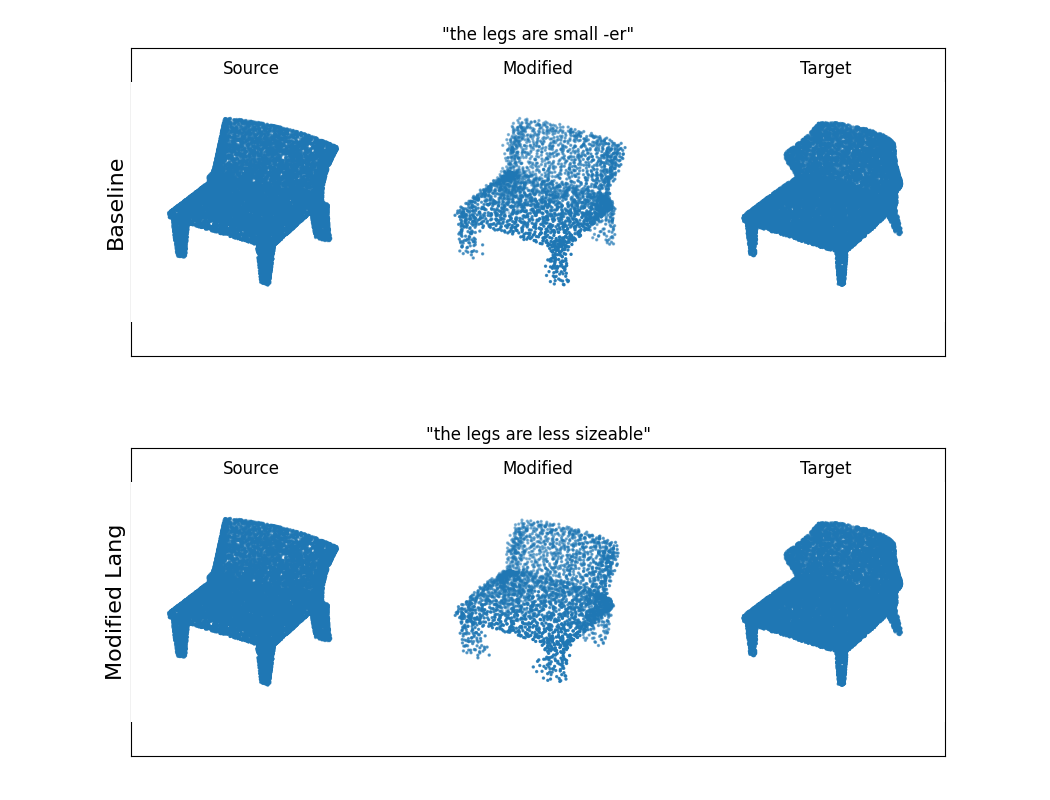 "the legs are small -er"
Source Modified Target
Baseline
"the legs are less sizeable"
Source Modified Target
Modified Lang